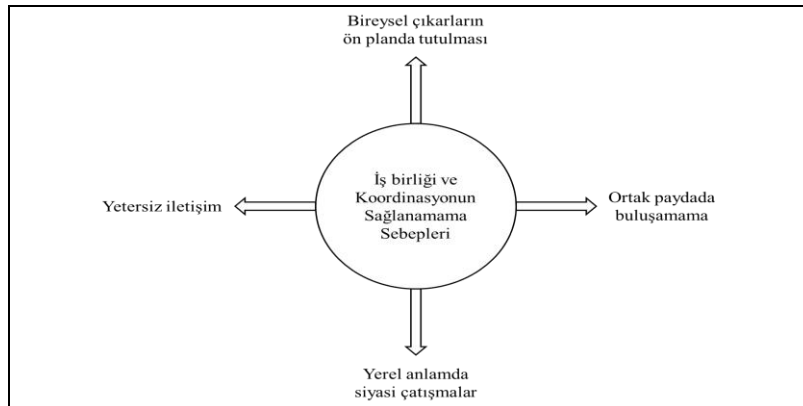 Bireysel çıkarların
ön planda tutulması
Yetersiz iletişim
İş birliği ve
Koordinasyonun
Sağlanamama
Sebepleri
Ortak paydada
buluşamama
Yerel anlamda
siyasi çatışmalar